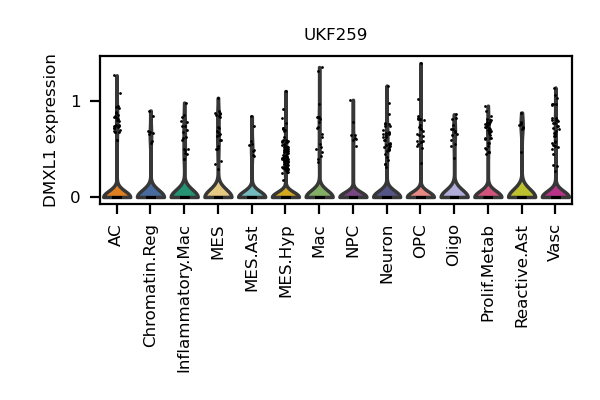 UKF259
DMXL1 expression
1
0
AC
Chromatin.Reg
Inflammatory.Mac
MES
MES.Ast
MES.Hyp
Mac
NPC
Neuron
OPC
Oligo
Prolif.Metab
Reactive.Ast
Vasc